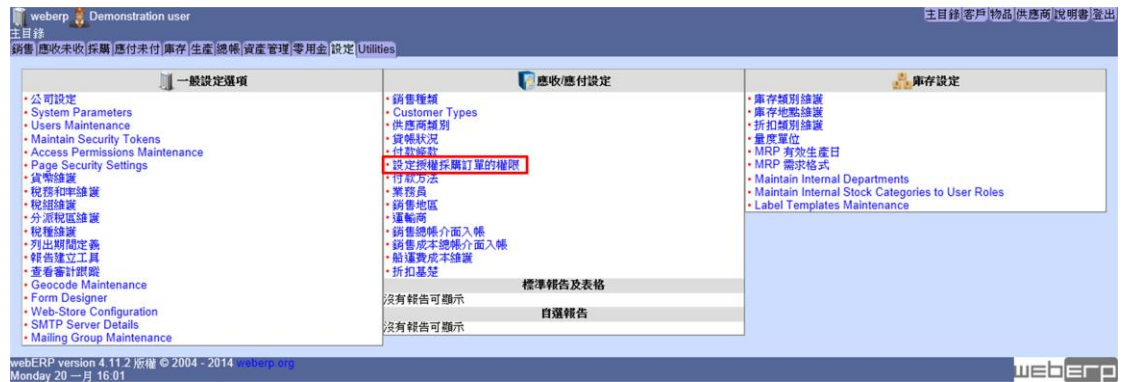 weberp Demonstration user
主目錄 客戶 物品 供應商 說明書 登出
主目錄
銷售 應收未收 採購 應付未付 庫存 生產 總帳 資產管理 零用金 設定 Utilities
一般設定選項
公司設定
System Parameters
Users Maintenance
Maintain Security Tokens
Access Permissions Maintenance
Page Security Settings
貨幣維護
稅務和率維護
稅組維護
分派稅區維護
稅種維護
列出期間定義
報告建立工具
查看審計跟蹤
Geocode Maintenance
Form Designer
Web-Store Configuration
SMTP Server Details
Mailing Group Maintenance
應收/應付設定
銷售種類
Customer Types
供應商類別
貸帳狀況
付款條款
設定授權採購訂單的權限
付款方法
業務員
銷售地區
運輸商
銷售總帳介面入帳
銷售成本總帳介面入帳
船運費成本維護
折扣基楚
標準報告及表格
沒有報告可顯示
自選報告
沒有報告可顯示
庫存設定
庫存類別維護
庫存地點維護
折扣類別維護
量度單位
MRP 有效生產日
MRP 需求格式
Maintain Internal Departments
Maintain Internal Stock Categories to User Roles
Label Templates Maintenance
webERP version 4.11.2 版權 © 2004 - 2014 weberp.org
Monday 20 一月 16:01
weberp